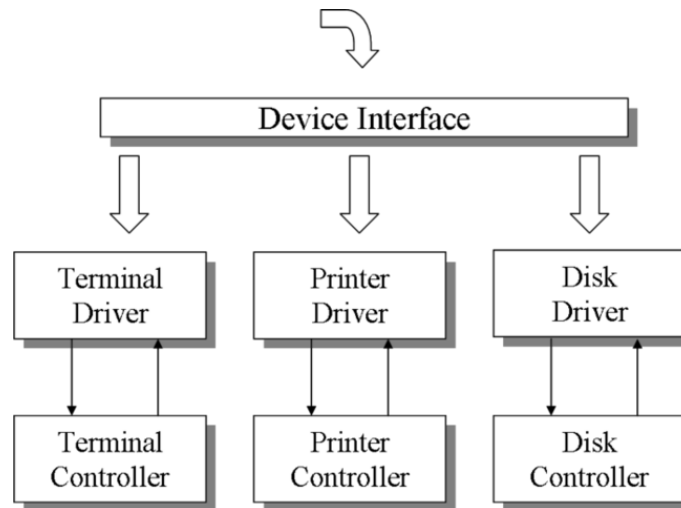 Device Interface
Terminal
Driver
Printer
Driver
Disk
Driver
Terminal
Controller
Printer
Controller
Disk
Controller